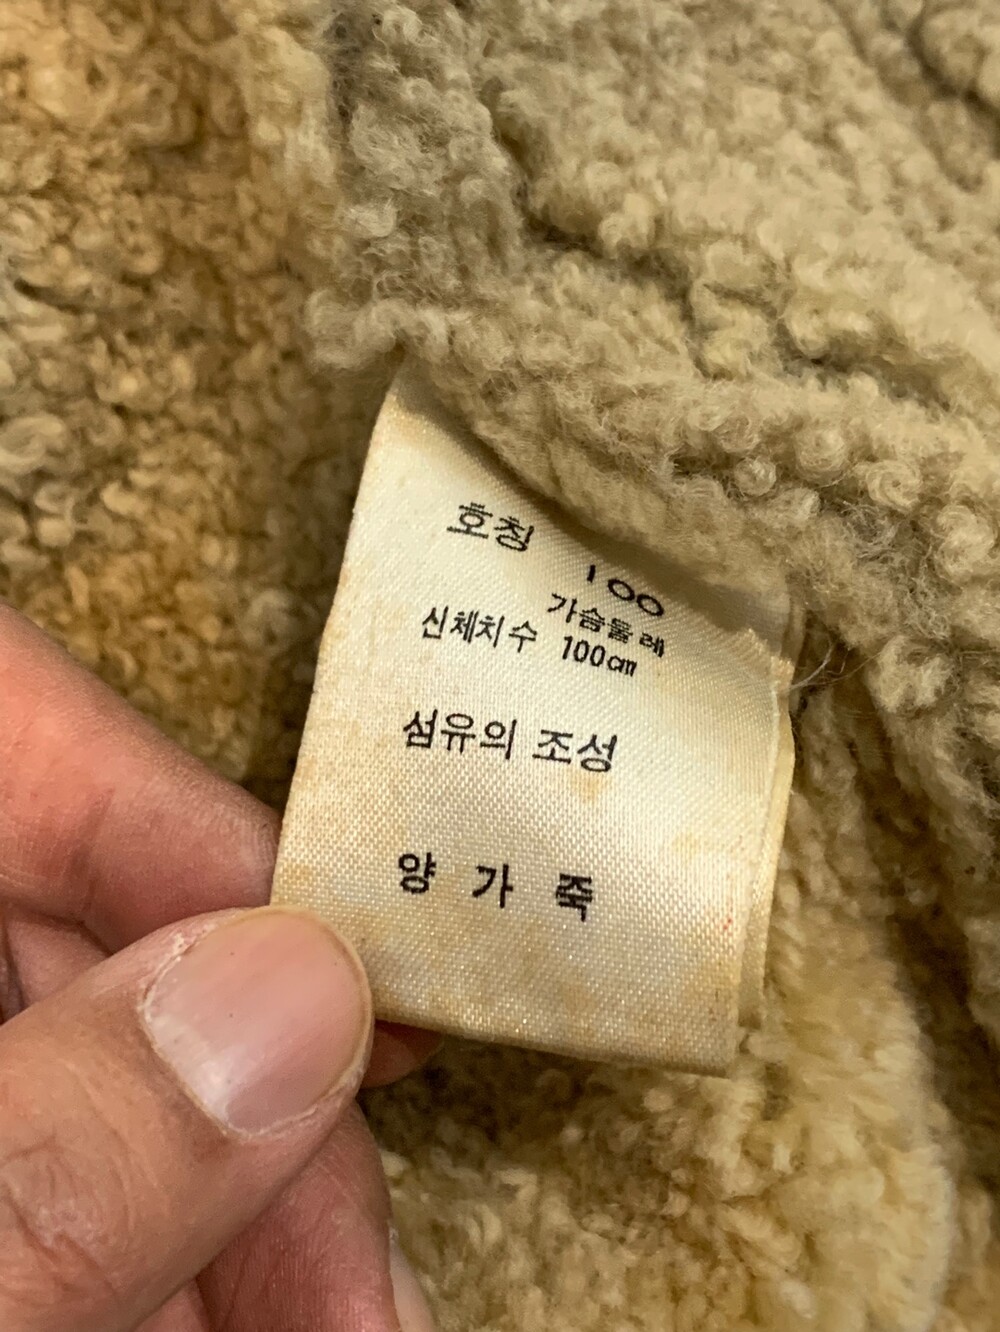 호칭 100
가슴둘레
신체치수 100cm
섬유의 조성
양가죽